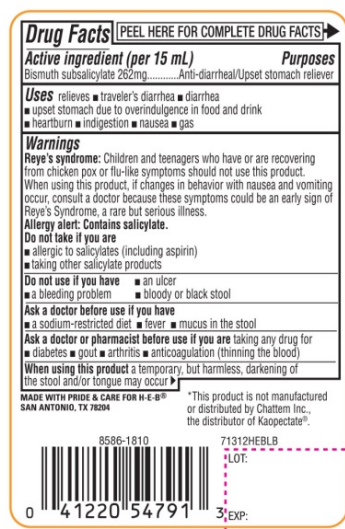 Drug Facts PEEL HERE FOR COMPLETE DRUG FACTS
Active ingredient (per 15 mL) Purposes
Bismuth subsalicylate 262mg............Anti-diarrheal/Upset stomach reliever
Uses relieves ■ traveler's diarrhea ■ diarrhea
■ upset stomach due to overindulgence in food and drink
■ heartburn ■ indigestion ■ nausea ■ gas
Warnings
Reye's syndrome: Children and teenagers who have or are recovering
from chicken pox or flu-like symptoms should not use this product.
When using this product, if changes in behavior with nausea and vomiting
occur, consult a doctor because these symptoms could be an early sign of
Reye's Syndrome, a rare but serious illness.
Allergy alert: Contains salicylate.
Do not take if you are
■ allergic to salicylates (including aspirin)
■ taking other salicylate products
Do not use if you have ■ an ulcer
■ a bleeding problem ■ bloody or black stool
Ask a doctor before use if you have
■ a sodium-restricted diet ■ fever ■ mucus in the stool
Ask a doctor or pharmacist before use if you are taking any drug for
■ diabetes ■ gout ■ arthritis ■ anticoagulation (thinning the blood)
When using this product a temporary, but harmless, darkening of
the stool and/or tongue may occur
MADE WITH PRIDE & CARE FOR H-E-B®
SAN ANTONIO, TX 78204
*This product is not manufactured
or distributed by Chattem Inc.,
the distributor of Kaopectate®.
8586-1810 71312HEBLB
LOT:
0 41220 54791 3
EXP: